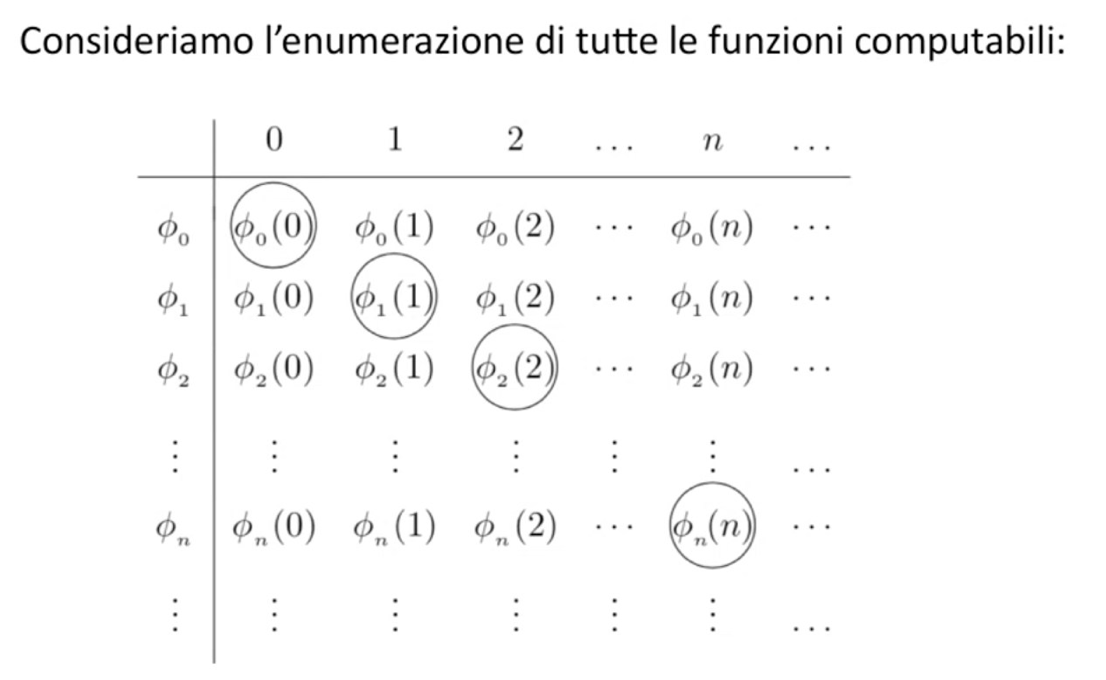 Consideriamo l'enumerazione di tutte le funzioni computabili:
0 1 2 ... n ...
ϕ₀ ϕ₀(0) ϕ₀(1) ϕ₀(2) ⋯ ϕ₀(n) ⋯
ϕ₁ ϕ₁(0) ϕ₁(1) ϕ₁(2) ⋯ ϕ₁(n) ⋯
ϕ₂ ϕ₂(0) ϕ₂(1) ϕ₂(2) ⋯ ϕ₂(n) ⋯
⋮ ⋮ ⋮ ⋮ ⋮ ⋮ ...
ϕₙ ϕₙ(0) ϕₙ(1) ϕₙ(2) ⋯ ϕₙ(n) ⋯
⋮ ⋮ ⋮ ⋮ ⋮ ⋮ ...